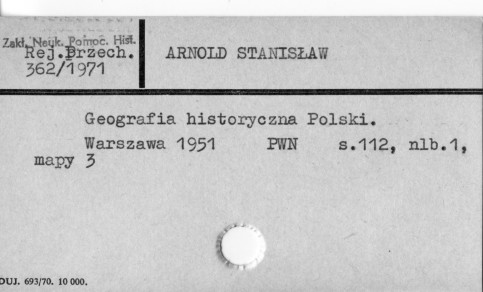 Zakł. Nauk. Pomoc. Hist.
Rej.Przech.
362/1971
ARNOLD STANISŁAW
Geografia historyczna Polski.
Warszawa 1951 PWN s.112, nlb.1,
mapy 3
DUJ. 693/70. 10 000.